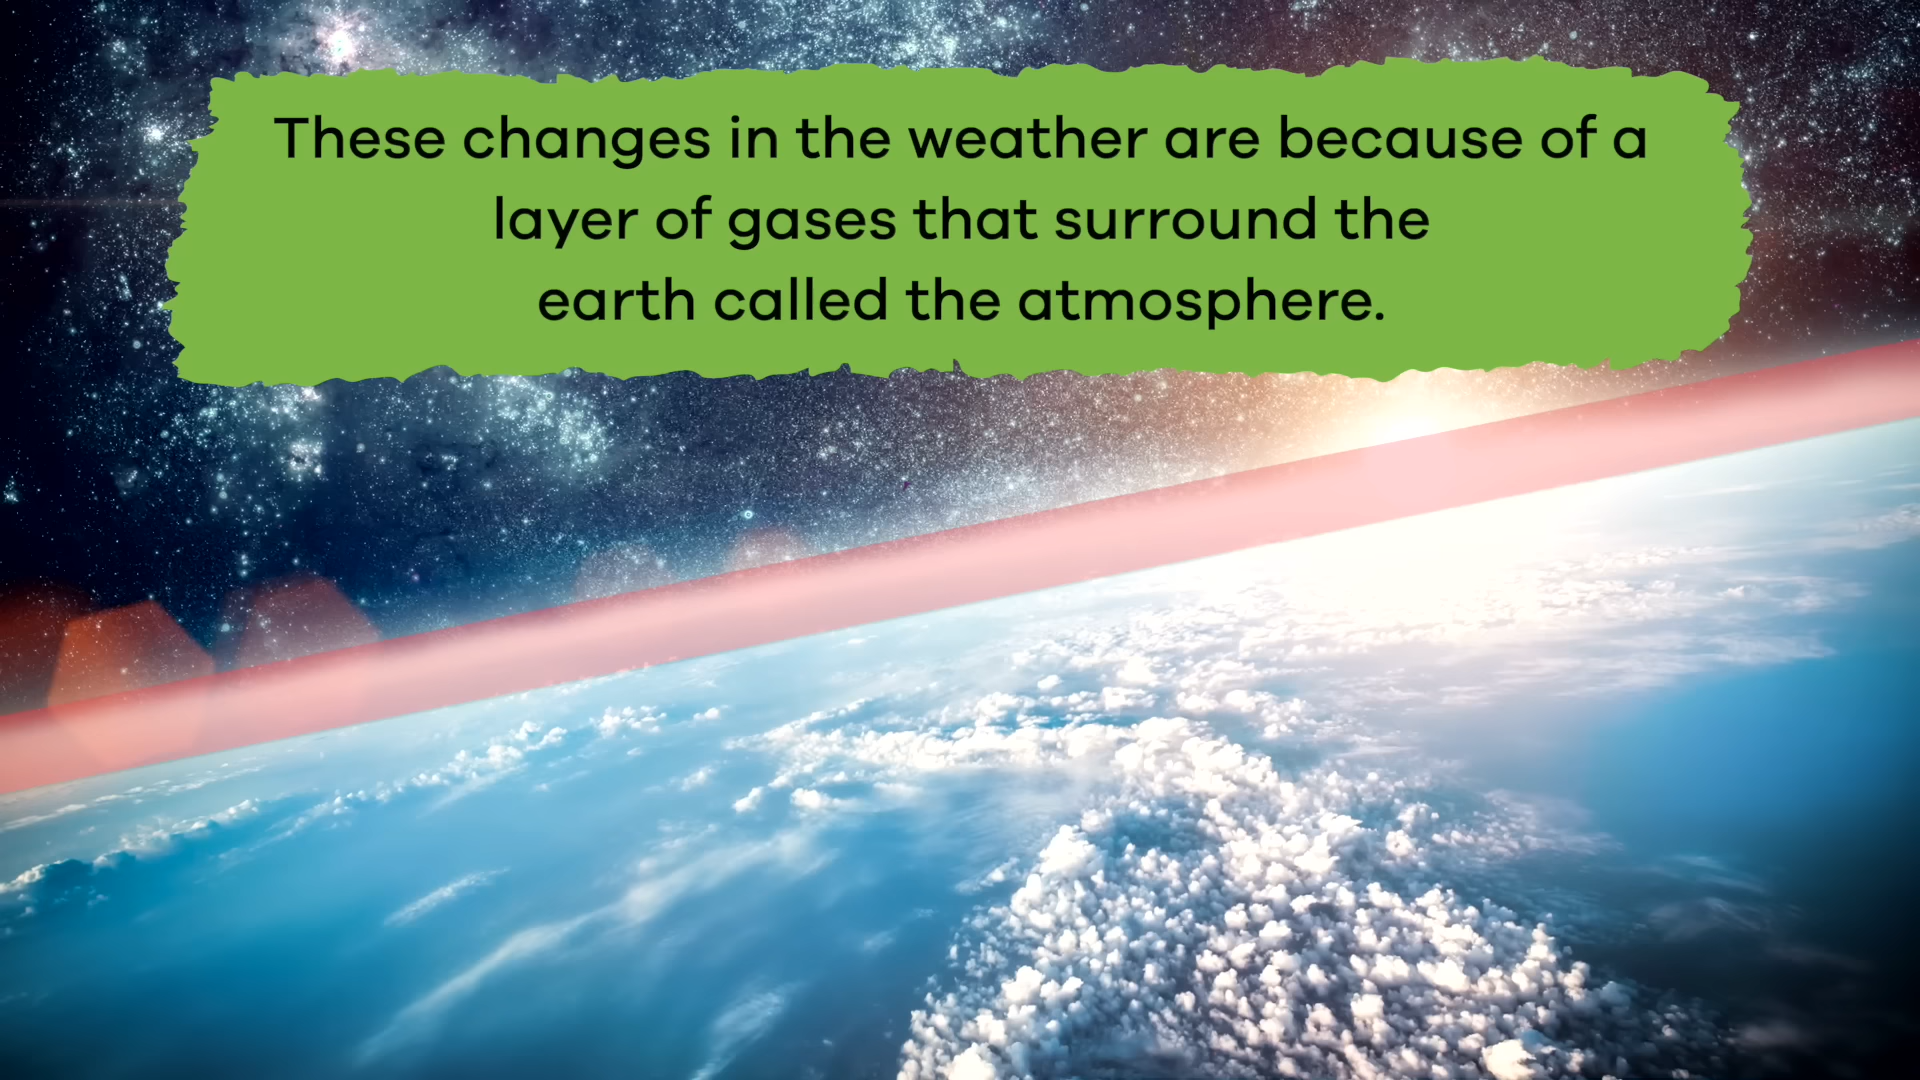 These changes in the weather are because of a
layer of gases that surround the
earth called the atmosphere.